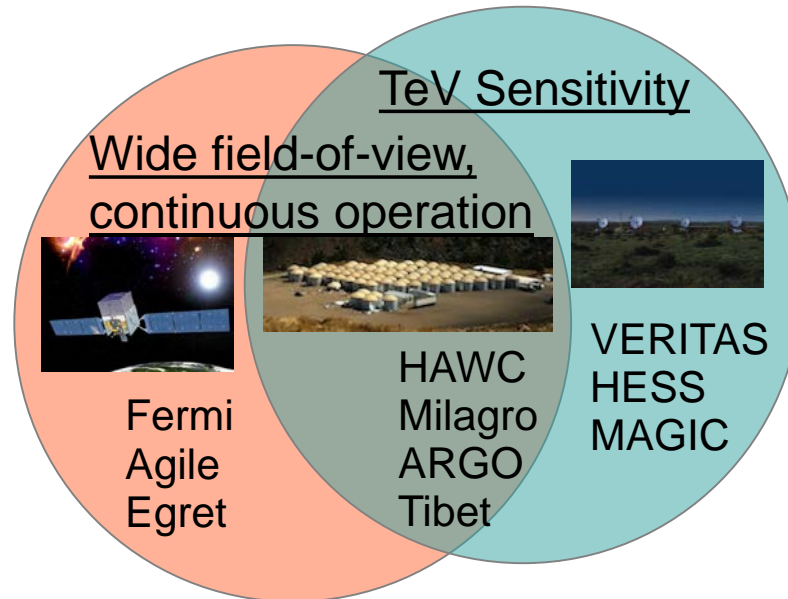 TeV Sensitivity
Wide field-of-view,
continuous operation
Fermi
Agile
Egret
HAWC
Milagro
ARGO
Tibet
VERITAS
HESS
MAGIC